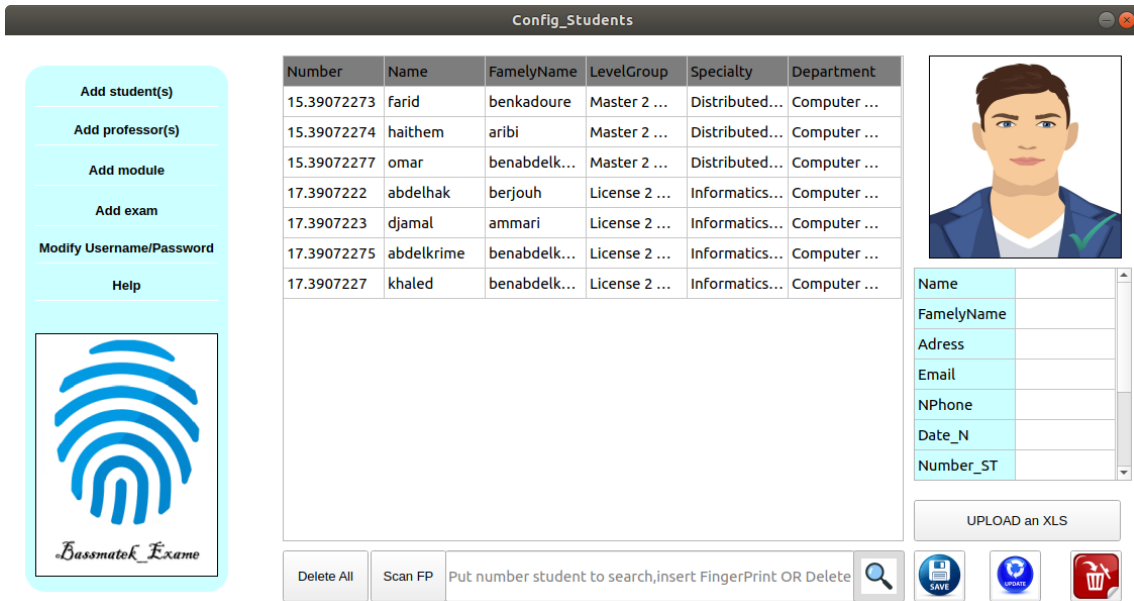 Config_Students
Add student(s)
Add professor(s)
Add module
Add exam
Modify Username/Password
Help
Bassmatek_Exame
Number Name FamelyName LevelGroup Specialty Department
15.39072273 farid benkadoure Master 2 ... Distributed... Computer ...
15.39072274 haithem aribi Master 2 ... Distributed... Computer ...
15.39072277 omar benabdelk... Master 2 ... Distributed... Computer ...
17.3907222 abdelhak berjouh License 2 ... Informatics... Computer ...
17.3907223 djamal ammari License 2 ... Informatics... Computer ...
17.39072275 abdelkrime benabdelk... License 2 ... Informatics... Computer ...
17.3907227 khaled benabdelk... License 2 ... Informatics... Computer ...
Delete All Scan FP Put number student to search,insert FingerPrint OR Delete
Name
FamelyName
Adress
Email
NPhone
Date_N
Number_ST
UPLOAD an XLS
SAVE UPDATE